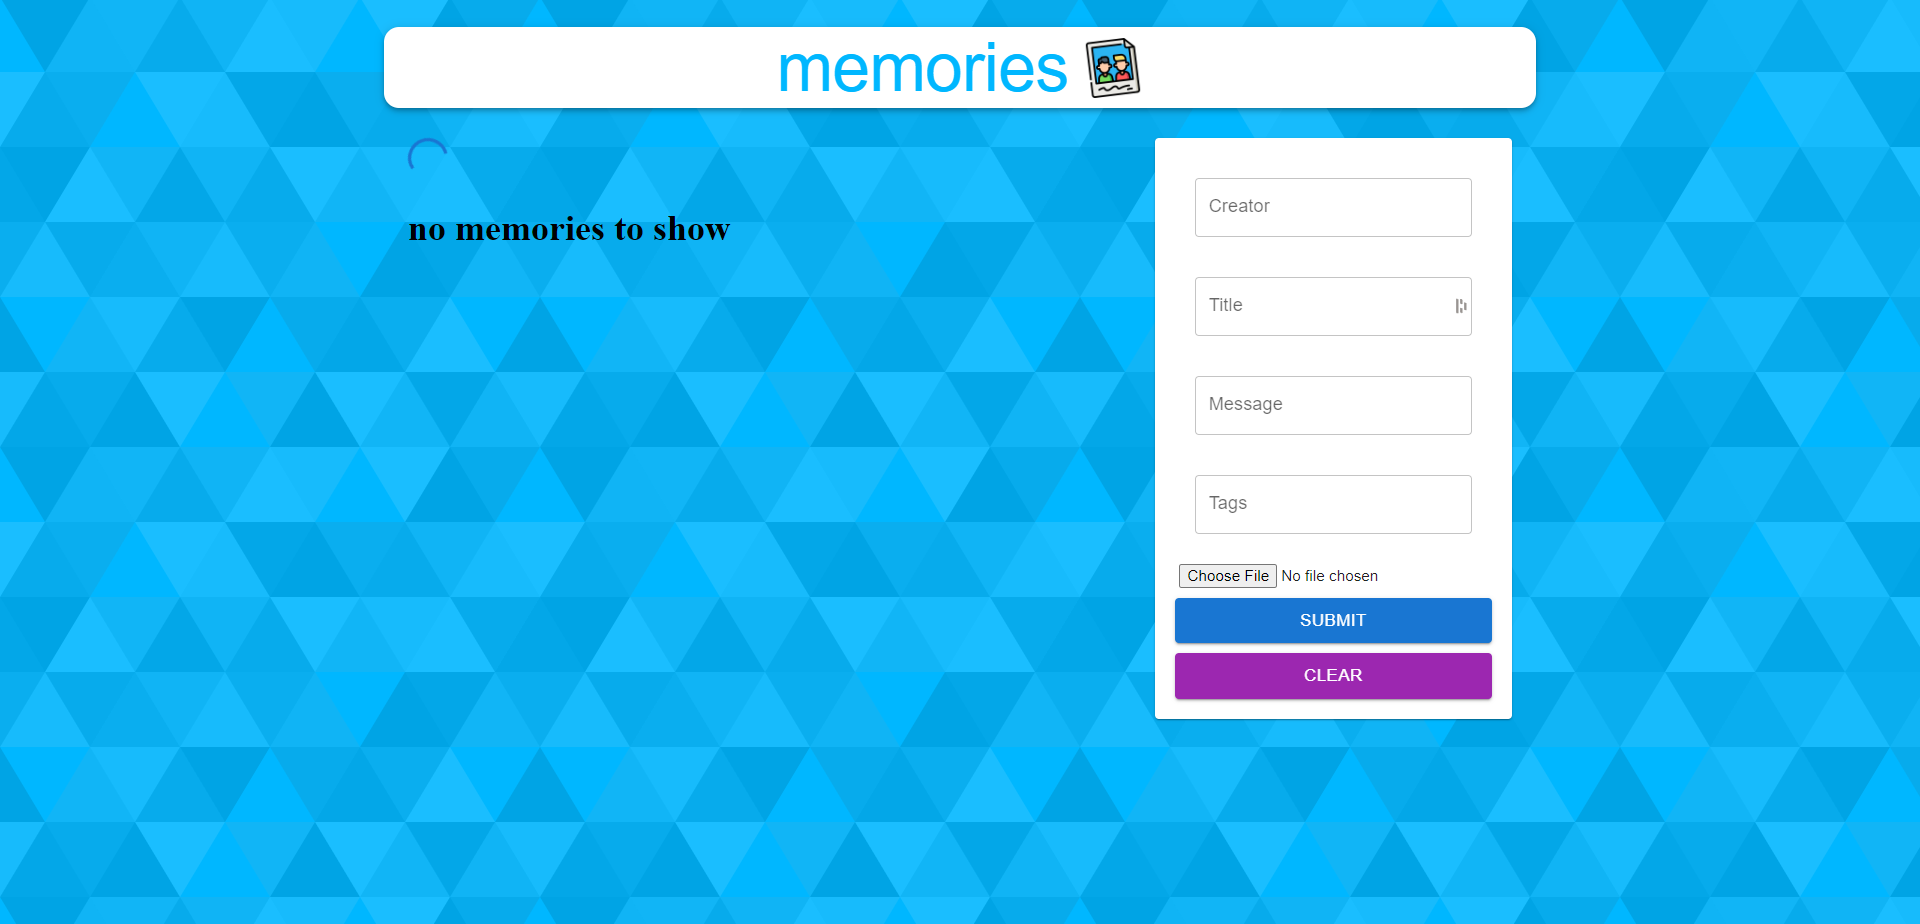 memories
no memories to show
Creator
Title
Message
Tags
Choose File No file chosen
SUBMIT
CLEAR